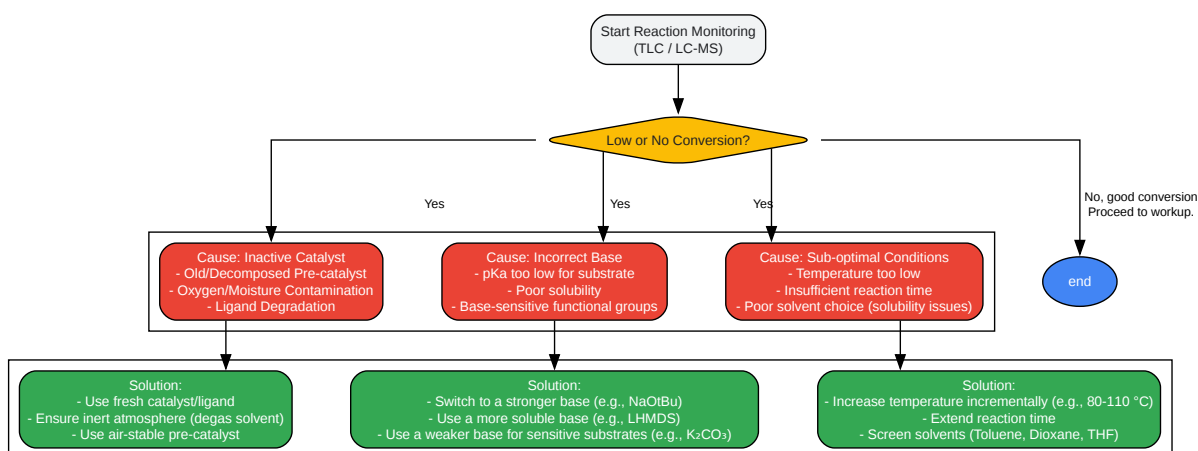 Start Reaction Monitoring
(TLC / LC-MS)
Low or No Conversion?
Yes
Yes
Yes
No, good conversion
Proceed to workup.
Cause: Inactive Catalyst
- Old/Decomposed Pre-catalyst
- Oxygen/Moisture Contamination
- Ligand Degradation
Cause: Incorrect Base
- pKa too low for substrate
- Poor solubility
- Base-sensitive functional groups
Cause: Sub-optimal Conditions
- Temperature too low
- Insufficient reaction time
- Poor solvent choice (solubility issues)
end
Solution:
- Use fresh catalyst/ligand
- Ensure inert atmosphere (degas solvent)
- Use air-stable pre-catalyst
Solution:
- Switch to a stronger base (e.g., NaOtBu)
- Use a more soluble base (e.g., LHMDS)
- Use a weaker base for sensitive substrates (e.g., K₂CO₃)
Solution:
- Increase temperature incrementally (e.g., 80-110 °C)
- Extend reaction time
- Screen solvents (Toluene, Dioxane, THF)